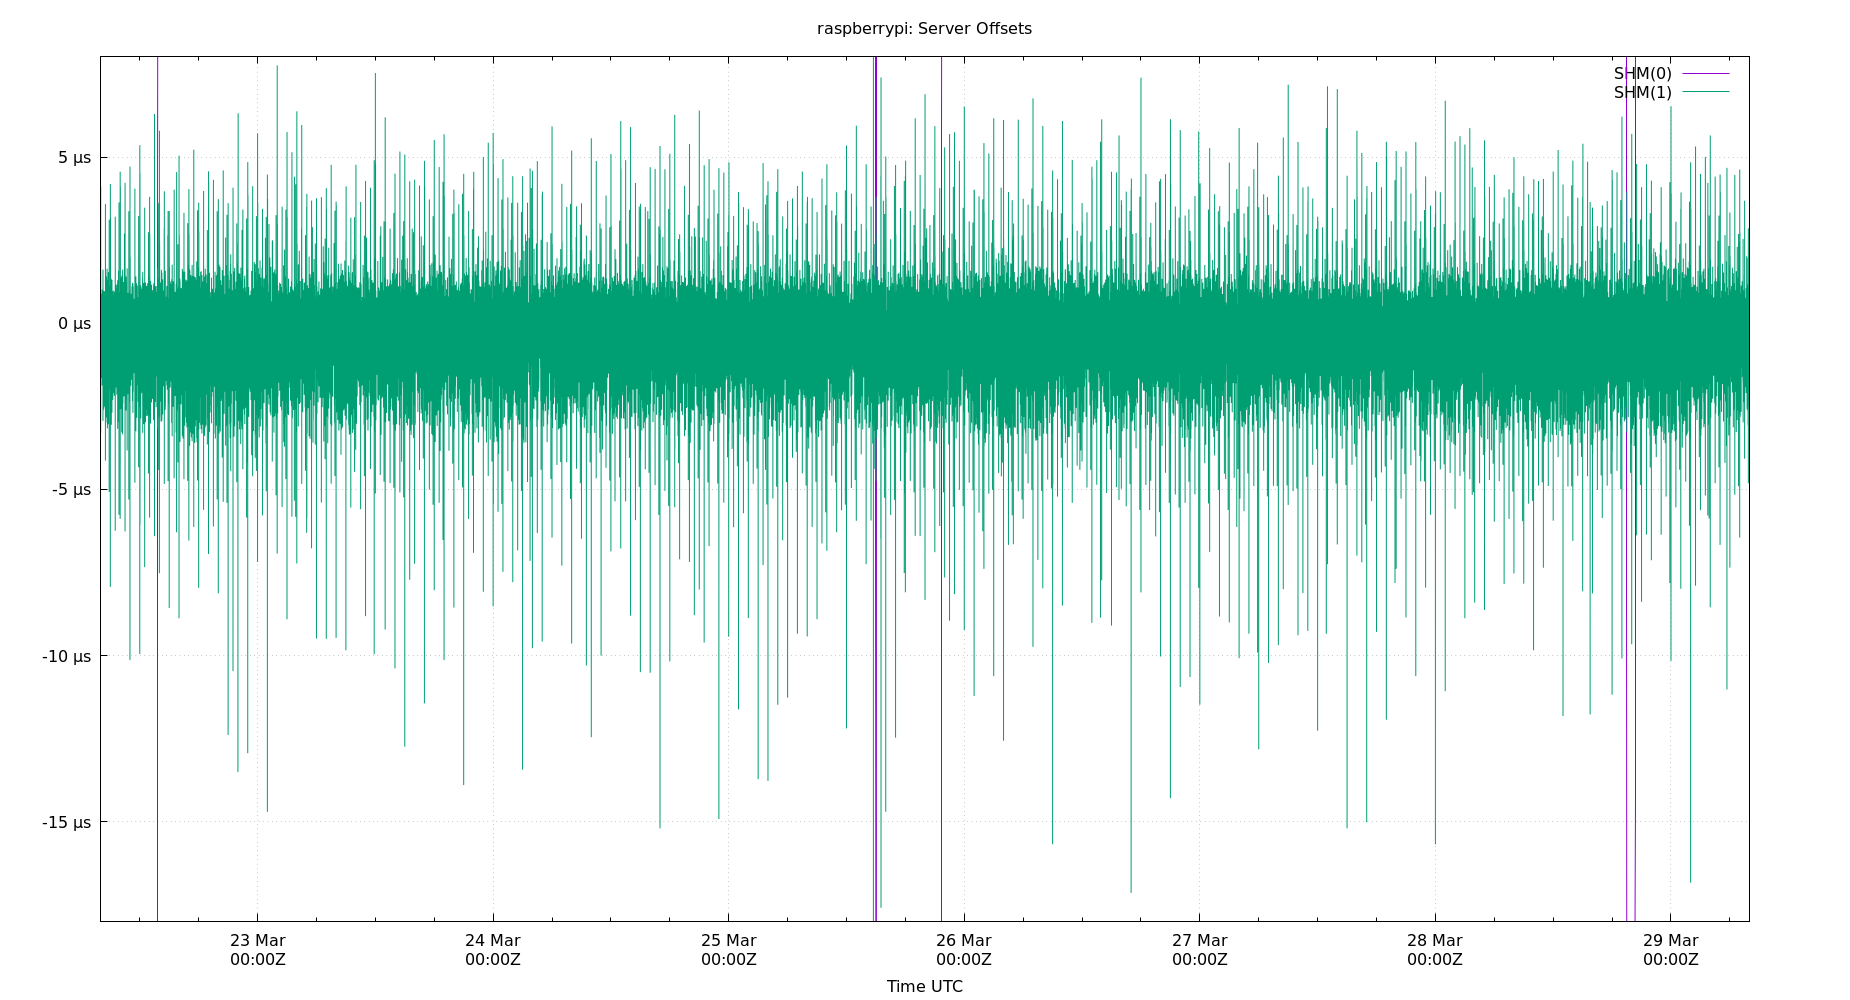 raspberrypi: Server Offsets
SHM(0)
SHM(1)
5 µs
0 µs
-5 µs
-10 µs
-15 µs
23 Mar
00:00Z
24 Mar
00:00Z
25 Mar
00:00Z
26 Mar
00:00Z
27 Mar
00:00Z
28 Mar
00:00Z
29 Mar
00:00Z
Time UTC